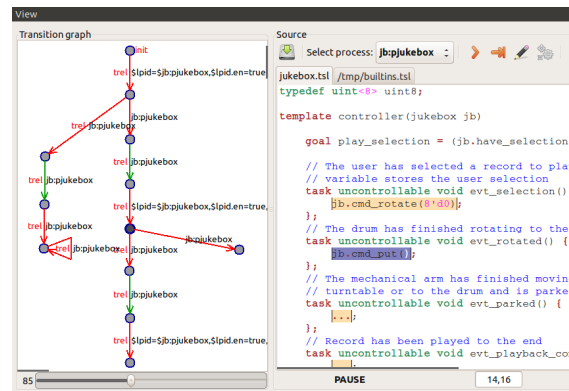 View
Transition graph
init
trel $lpid=$jb:pjukebox,$lpid.en=true,
trel jb:pjukebox
jb:pjukebox
trel jb:pjukebox
trel jb:pjukebox
trel jb:pjukebox
trel $lpid=$jb:pjukebox,$lpid.en=true,
trel jb:pjukebox
jb:pjukebox
trel jb:pjukebox
trel $lpid=$jb:pjukebox,$lpid.en=true,
85
Source
Select process: jb:pjukebox
jukebox.tsl /tmp/builtins.tsl
typedef uint<8> uint8;
template controller(jukebox jb)
goal play_selection = (jb.have_selection
// The user has selected a record to pla
// variable stores the user selection
task uncontrollable void evt_selection()
jb.cmd_rotate(8'd0);
};
// The drum has finished rotating to the
task uncontrollable void evt_rotated() {
jb.cmd_put();
};
// The mechanical arm has finished movin
// turntable or to the drum and is parke
task uncontrollable void evt_parked() {
...;
};
// Record has been played to the end
task uncontrollable void evt_playback_co
PAUSE
14,16